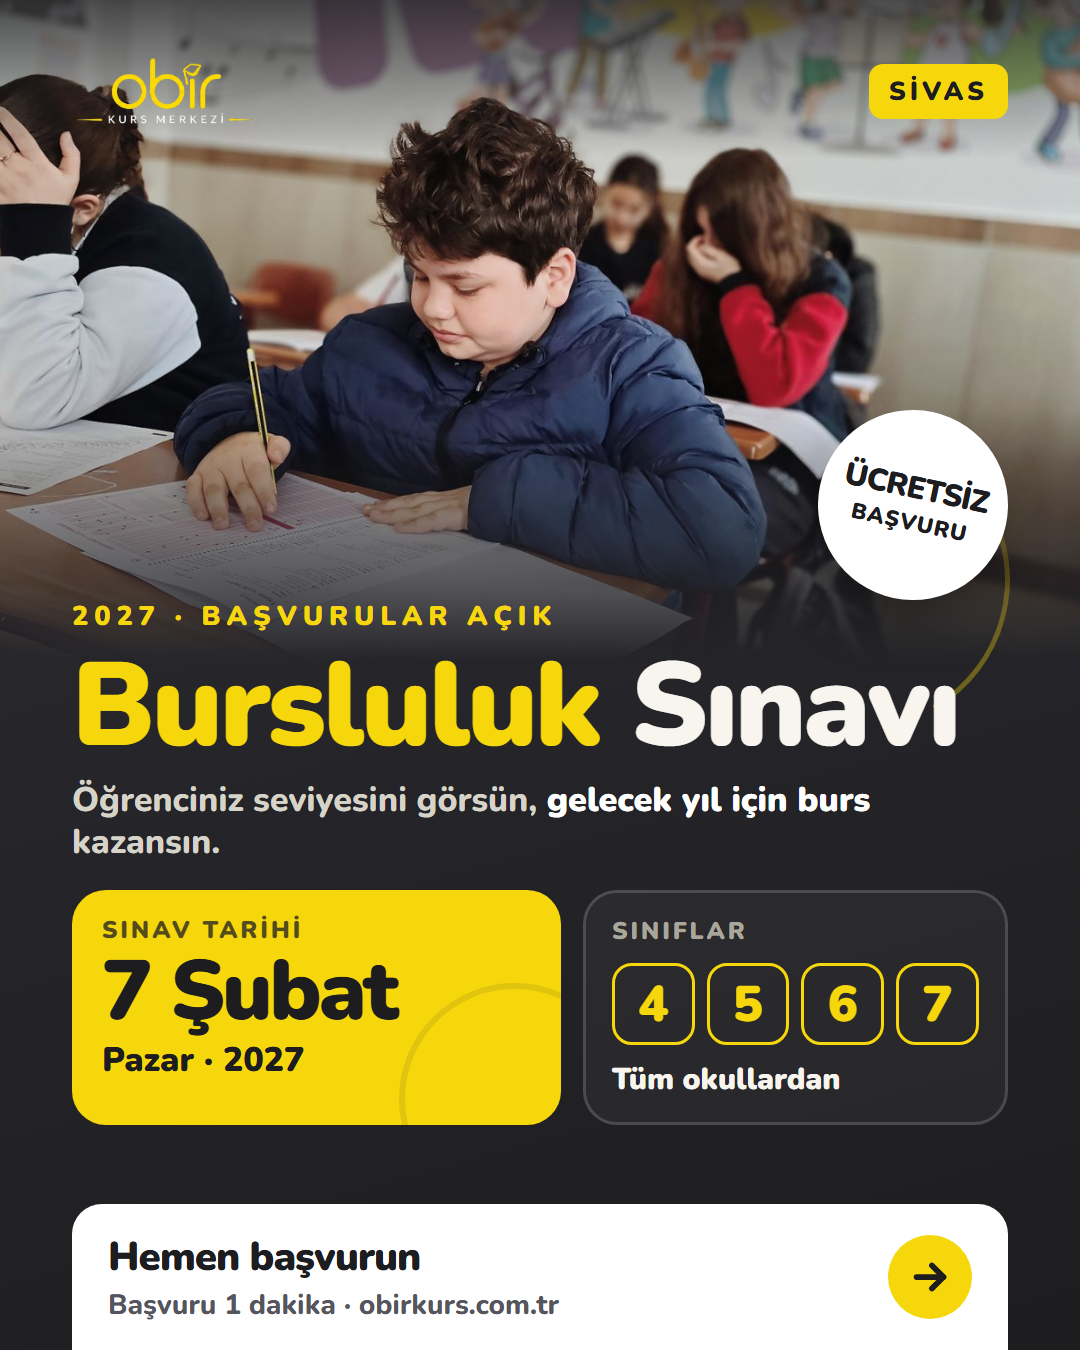 obir
KURS MERKEZİ
SİVAS
ÜCRETSİZ
BAŞVURU
2027 · BAŞVURULAR AÇIK
Bursluluk Sınavı
Öğrenciniz seviyesini görsün, gelecek yıl için burs
kazansın.
SINAV TARİHİ
7 Şubat
Pazar · 2027
SINIFLAR
4 5 6 7
Tüm okullardan
Hemen başvurun
Başvuru 1 dakika · obirkurs.com.tr